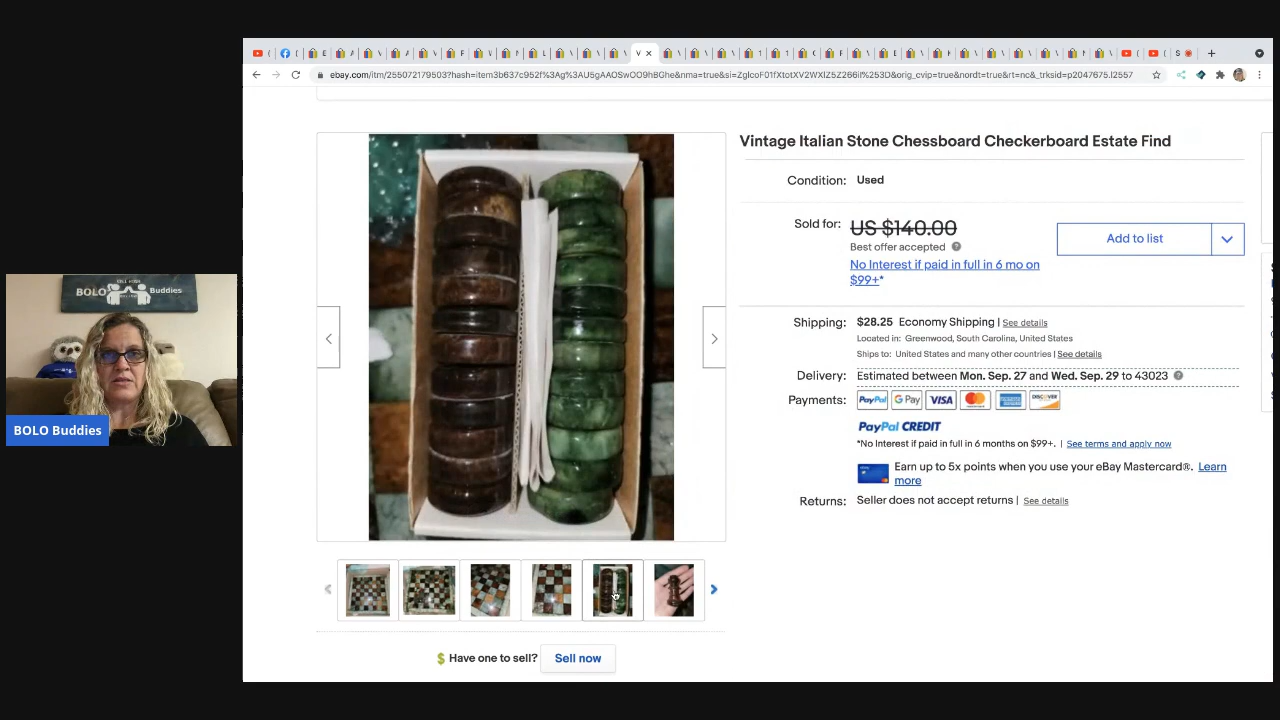 ebay.com/itm/255072179503?hash=item3b637c952f%3Ag%3AU5gAAOSwOO9hBGhe&nma=true&si=ZglcoF01fXtotXV2WXlZ5Z266iI%253D&orig_cvip=true&nordt=true&rt=nc&_trksid=p2047675.l2557
Vintage Italian Stone Chessboard Checkerboard Estate Find
Condition: Used
Sold for: US $140.00
Best offer accepted
Add to list
No Interest if paid in full in 6 mo on
$99+*
Shipping: $28.25 Economy Shipping | See details
Located in: Greenwood, South Carolina, United States
Ships to: United States and many other countries | See details
Delivery: Estimated between Mon. Sep. 27 and Wed. Sep. 29 to 43023
Payments: PayPal G Pay VISA mastercard AMERICAN EXPRESS DISCOVER
PayPal CREDIT
*No Interest if paid in full in 6 months on $99+. | See terms and apply now
Earn up to 5x points when you use your eBay Mastercard®. Learn
more
Returns: Seller does not accept returns | See details
$ Have one to sell? Sell now
BOLO Buddies
BOLO Buddies